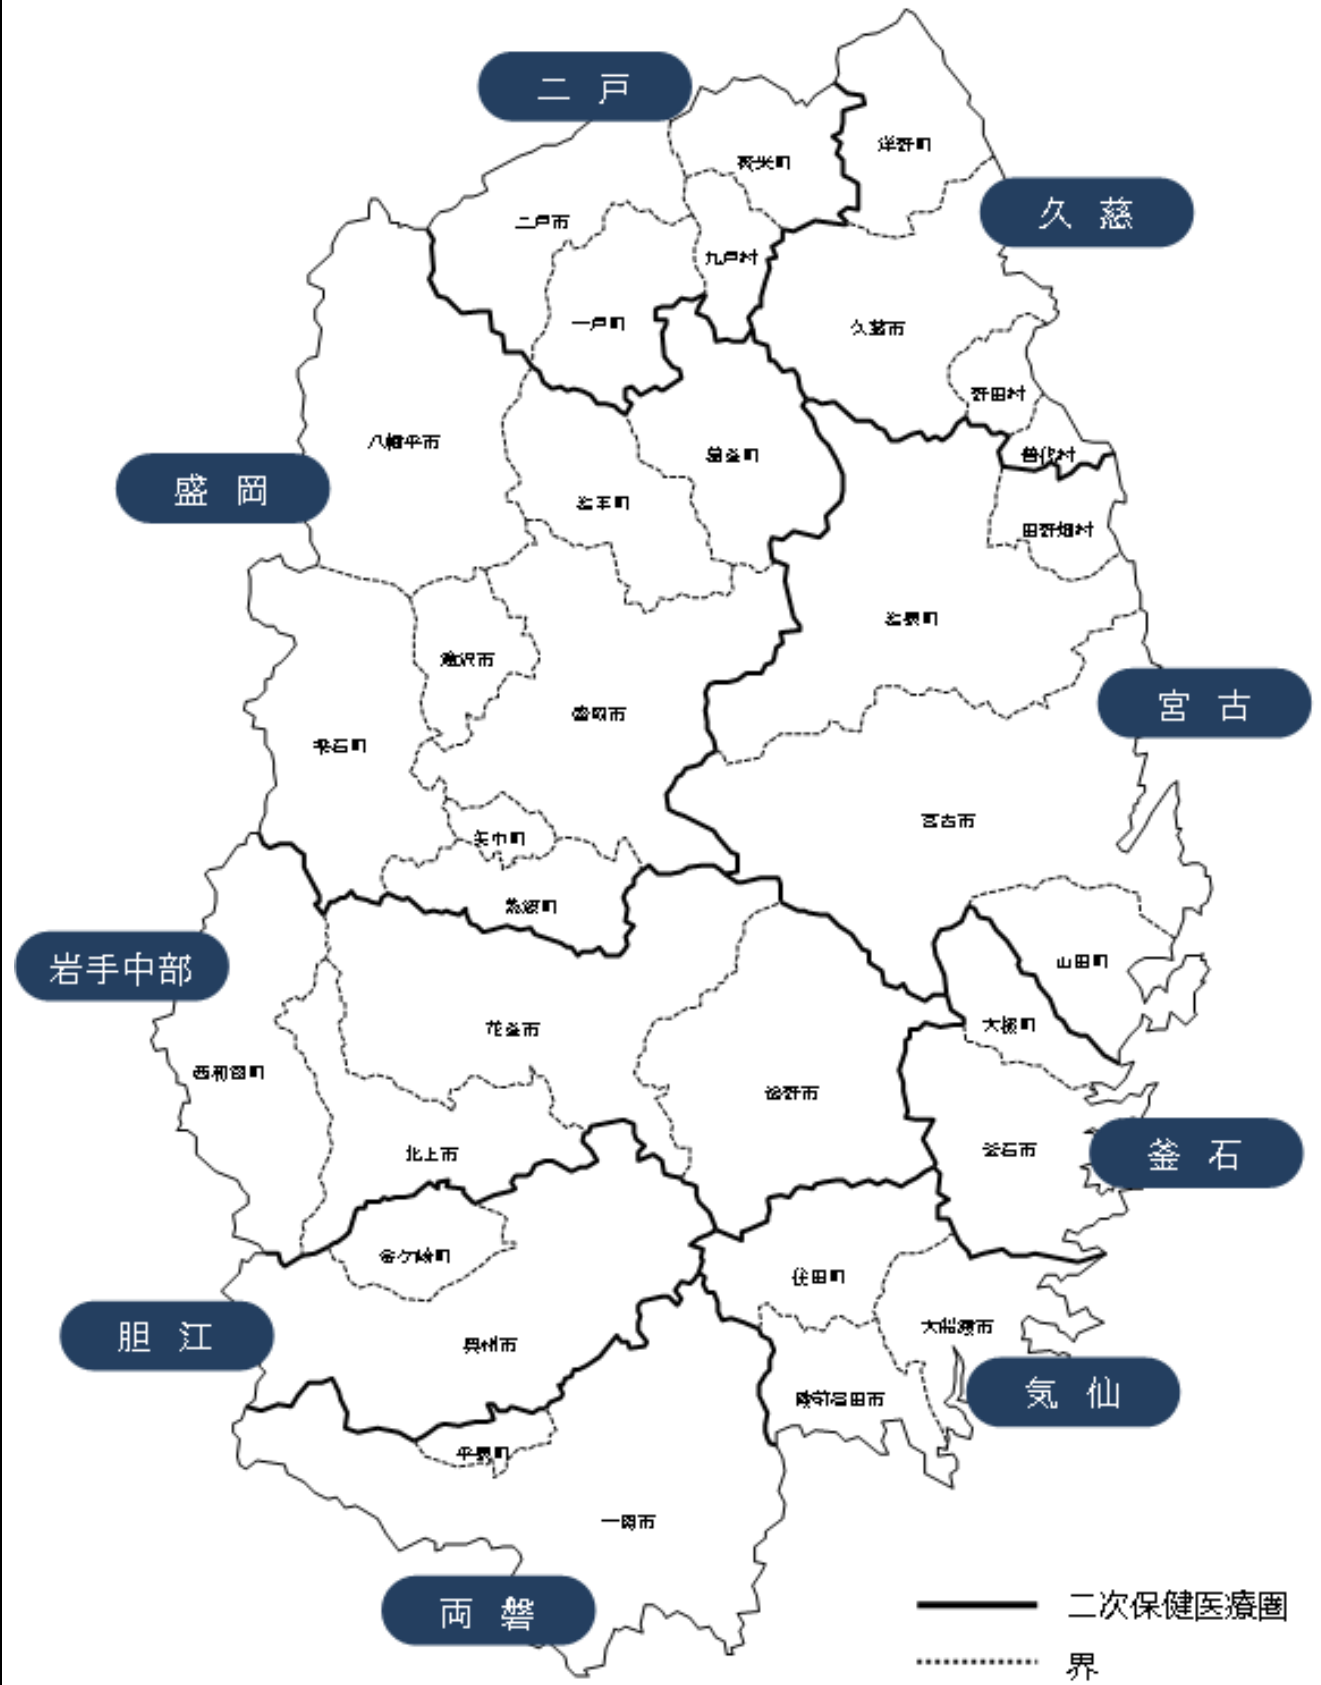 二戸
軽米町
洋野町
久慈
二戸市
九戸村
一戸町
久慈市
野田村
八幡平市
葛巻町
普代村
盛岡
岩手町
田野畑村
岩泉町
滝沢市
宮古
盛岡市
雫石町
宮古市
矢巾町
紫波町
岩手中部
山田町
花巻市
大槌町
西和賀町
遠野市
釜石
北上市
釜石市
金ケ崎町
住田町
胆江
大船渡市
奥州市
気仙
陸前高田市
平泉町
一関市
両磐
二次保健医療圏
界